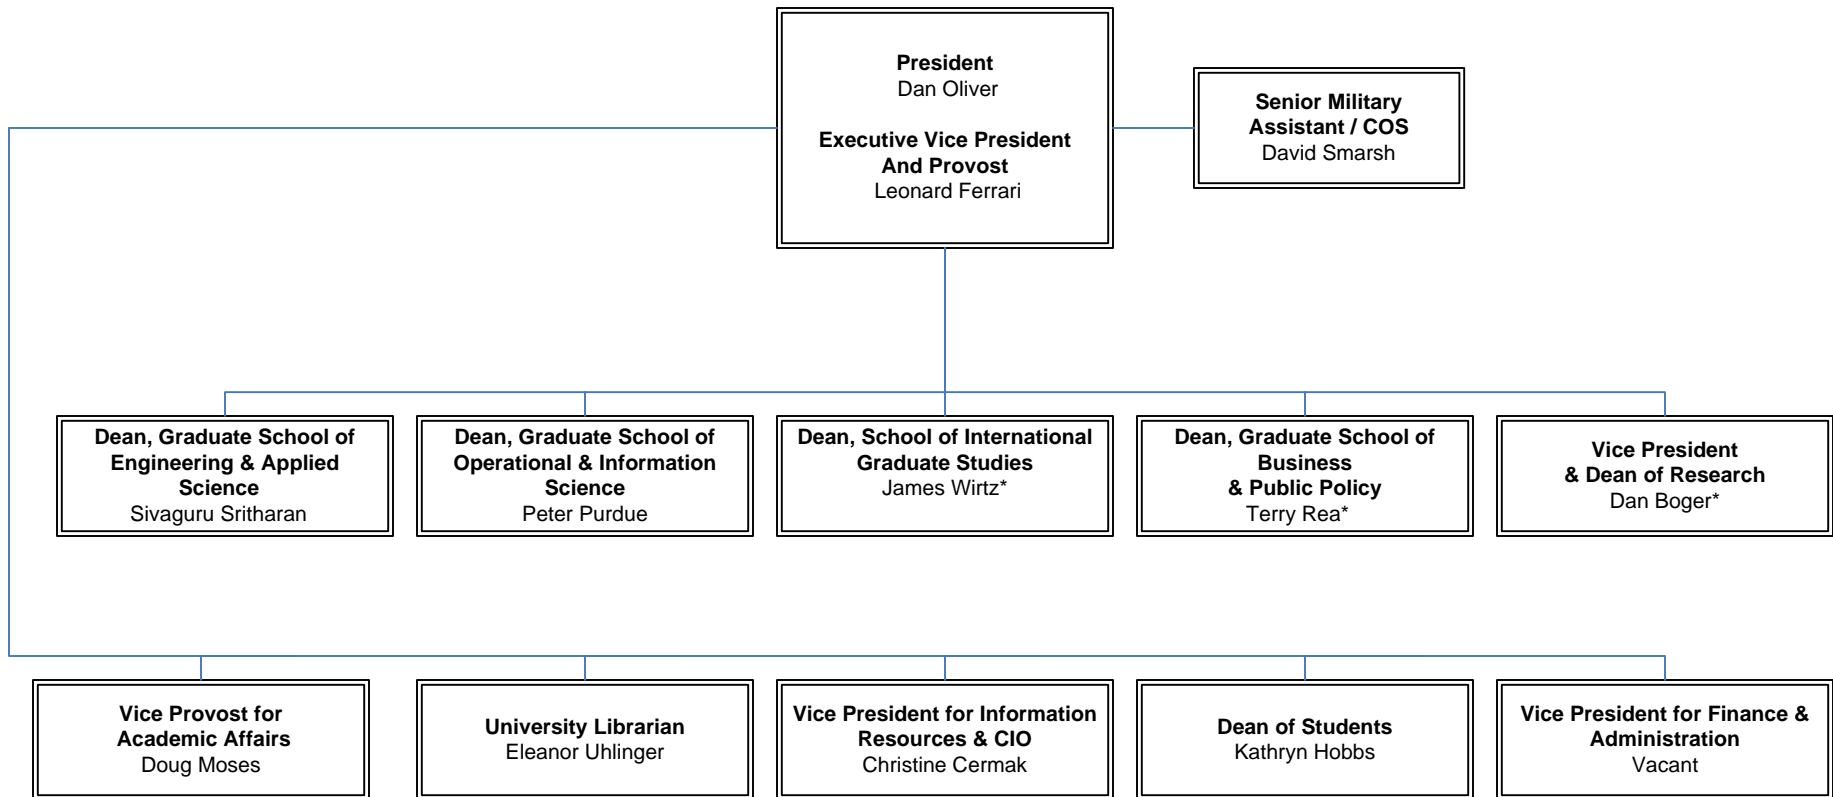 President
Dan Oliver
Executive Vice President
And Provost
Leonard Ferrari
Senior Military
Assistant / COS
David Smarsh
Dean, Graduate School of
Engineering & Applied
Science
Sivaguru Sritharan
Dean, Graduate School of
Operational & Information
Science
Peter Purdue
Dean, School of International
Graduate Studies
James Wirtz*
Dean, Graduate School of
Business
& Public Policy
Terry Rea*
Vice President
& Dean of Research
Dan Boger*
Vice Provost for
Academic Affairs
Doug Moses
University Librarian
Eleanor Uhlinger
Vice President for Information
Resources & CIO
Christine Cermak
Dean of Students
Kathryn Hobbs
Vice President for Finance &
Administration
Vacant